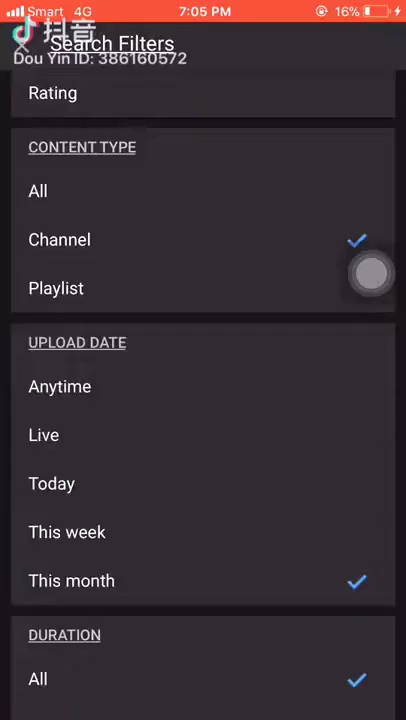 Smart 4G 7:05 PM 16%
抖音
Search Filters
Dou Yin ID: 386160572
Rating
CONTENT TYPE
All
Channel
Playlist
UPLOAD DATE
Anytime
Live
Today
This week
This month
DURATION
All